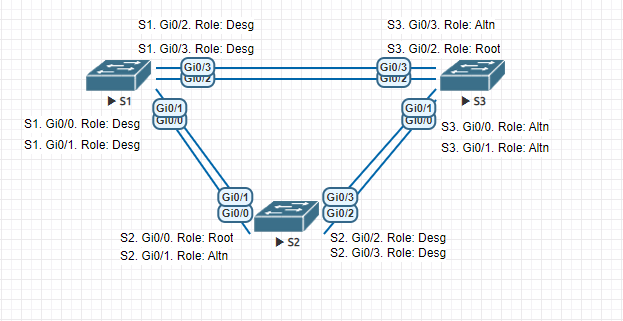 S1. Gi0/2. Role: Desg
S3. Gi0/3. Role: Altn
S1. Gi0/3. Role: Desg
S3. Gi0/2. Role: Root
Gi0/3
Gi0/3
Gi0/2
Gi0/2
S1
S3
Gi0/1
Gi0/1
Gi0/0
Gi0/0
S1. Gi0/0. Role: Desg
S3. Gi0/0. Role: Altn
S1. Gi0/1. Role: Desg
S3. Gi0/1. Role: Altn
Gi0/1
Gi0/3
Gi0/0
Gi0/2
S2. Gi0/0. Role: Root
S2. Gi0/2. Role: Desg
S2
S2. Gi0/1. Role: Altn
S2. Gi0/3. Role: Desg